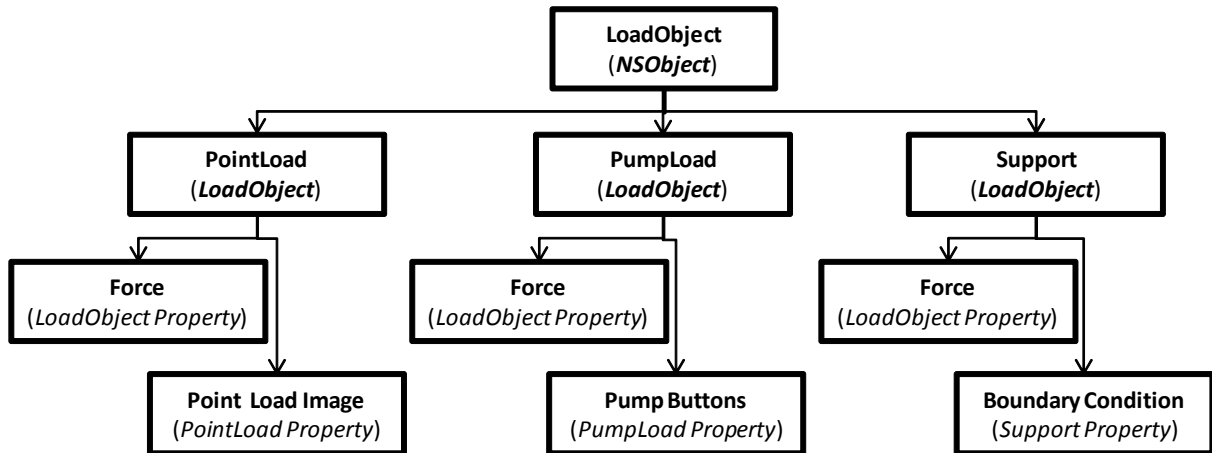 LoadObject
(NSObject)
PointLoad
(LoadObject)
PumpLoad
(LoadObject)
Support
(LoadObject)
Force
(LoadObject Property)
Force
(LoadObject Property)
Force
(LoadObject Property)
Point Load Image
(PointLoad Property)
Pump Buttons
(PumpLoad Property)
Boundary Condition
(Support Property)